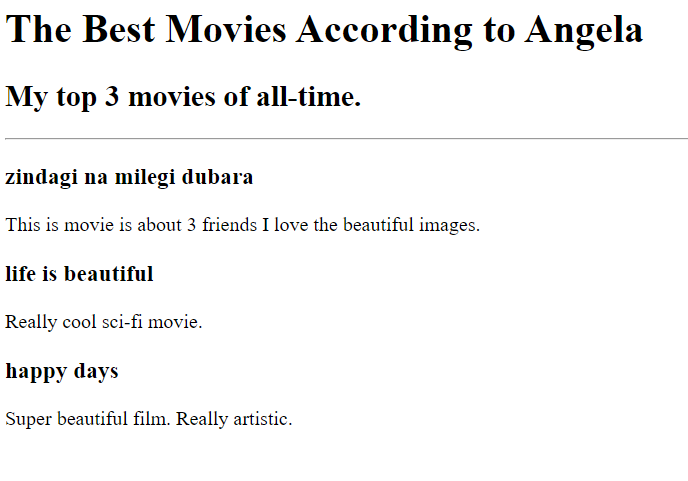 The Best Movies According to Angela
My top 3 movies of all-time.
zindagi na milegi dubara
This is movie is about 3 friends I love the beautiful images.
life is beautiful
Really cool sci-fi movie.
happy days
Super beautiful film. Really artistic.